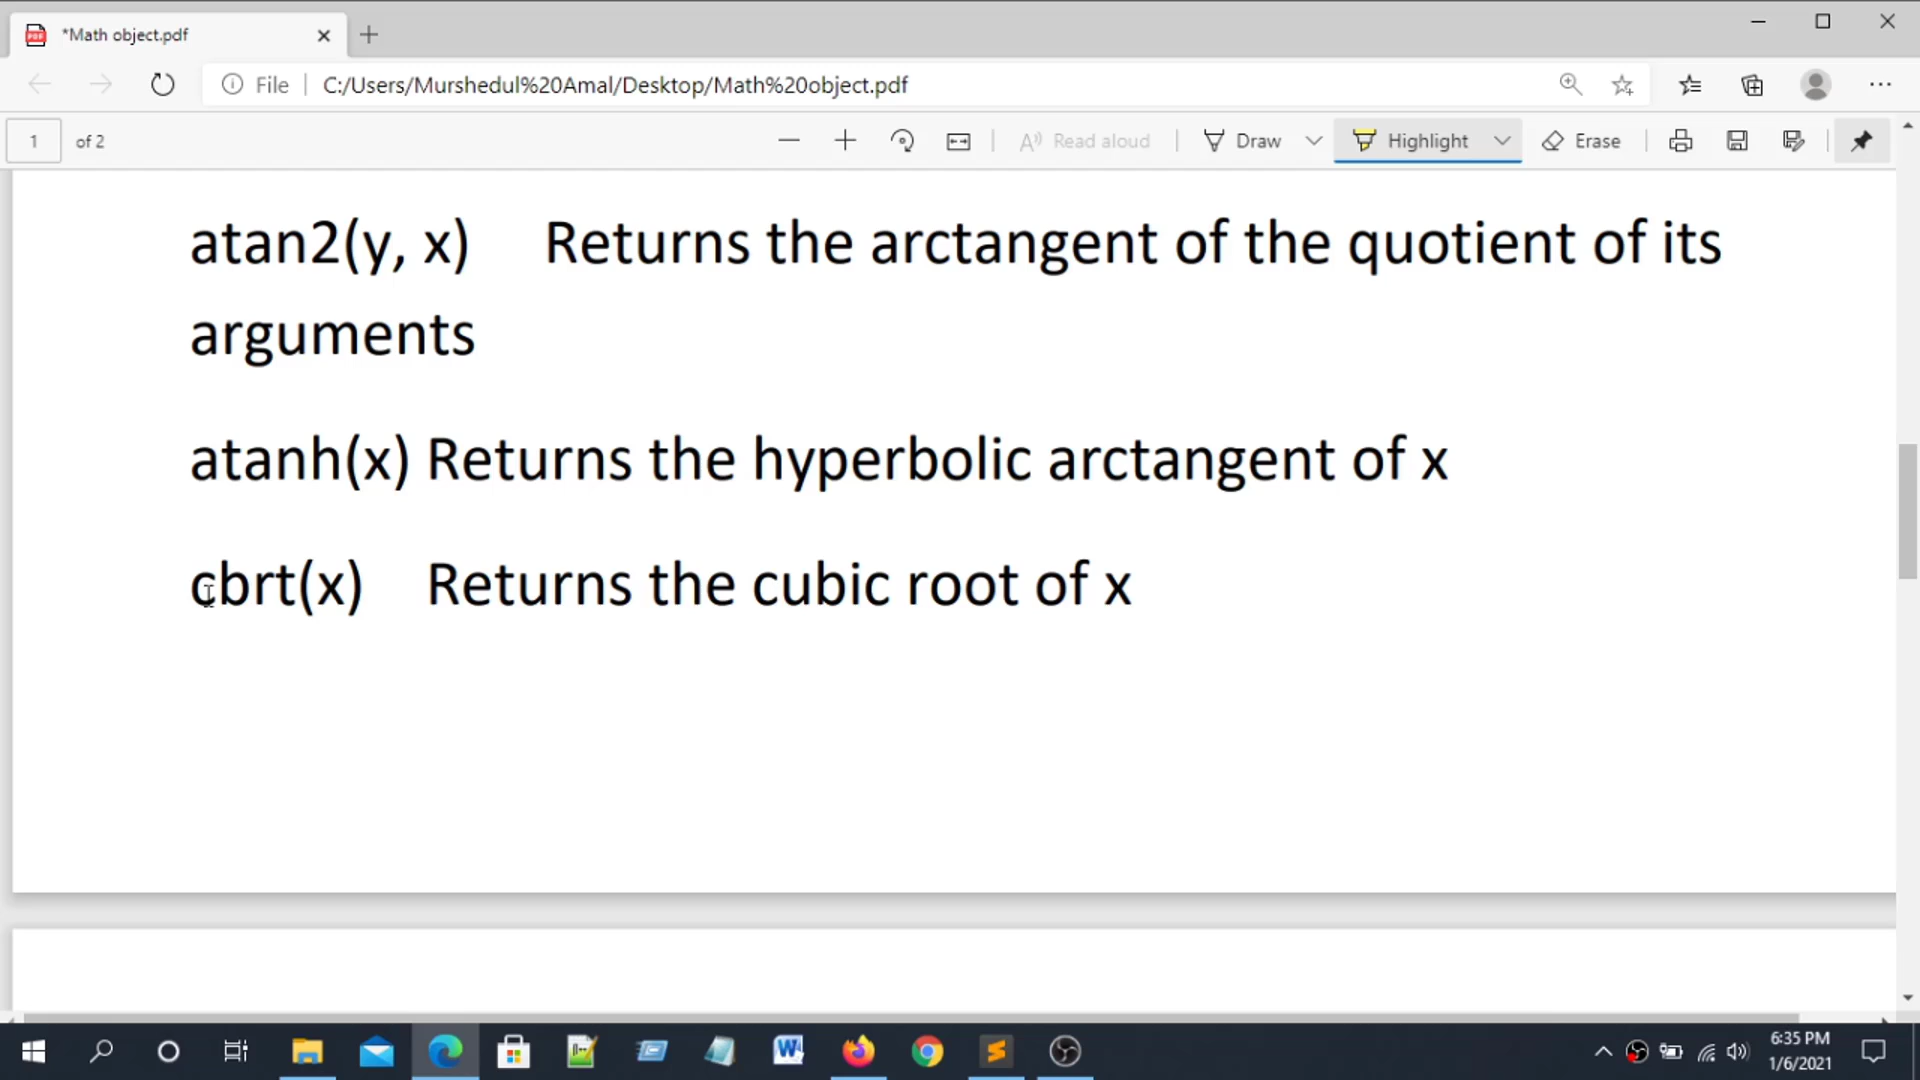 *Math object.pdf
File
C:/Users/Murshedul%20Amal/Desktop/Math%20object.pdf
1 of 2
Read aloud
Draw
Highlight
Erase
atan2(y, x) Returns the arctangent of the quotient of its
arguments
atanh(x) Returns the hyperbolic arctangent of x
cbrt(x) Returns the cubic root of x
6:35 PM
1/6/2021